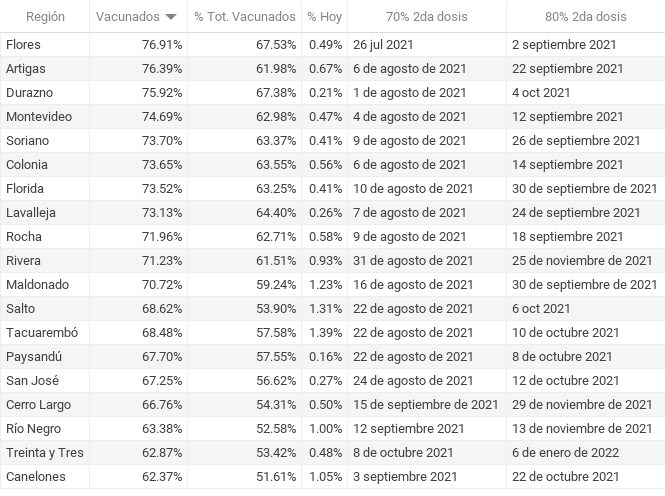 Región Vacunados % Tot. Vacunados % Hoy 70% 2da dosis 80% 2da dosis
Flores 76.91% 67.53% 0.49% 26 jul 2021 2 septiembre 2021
Artigas 76.39% 61.98% 0.67% 6 de agosto de 2021 22 septiembre 2021
Durazno 75.92% 67.38% 0.21% 1 de agosto de 2021 4 oct 2021
Montevideo 74.69% 62.98% 0.47% 4 de agosto de 2021 12 septiembre 2021
Soriano 73.70% 63.37% 0.41% 9 de agosto de 2021 26 de septiembre 2021
Colonia 73.65% 63.55% 0.56% 6 de agosto de 2021 14 septiembre 2021
Florida 73.52% 63.25% 0.41% 10 de agosto de 2021 30 de septiembre de 2021
Lavalleja 73.13% 64.40% 0.26% 7 de agosto de 2021 24 de septiembre 2021
Rocha 71.96% 62.71% 0.58% 9 de agosto de 2021 18 septiembre 2021
Rivera 71.23% 61.51% 0.93% 31 de agosto de 2021 25 de noviembre de 2021
Maldonado 70.72% 59.24% 1.23% 16 de agosto de 2021 30 de septiembre de 2021
Salto 68.62% 53.90% 1.31% 22 de agosto de 2021 6 oct 2021
Tacuarembó 68.48% 57.58% 1.39% 22 de agosto de 2021 10 de octubre 2021
Paysandú 67.70% 57.55% 0.16% 22 de agosto de 2021 8 de octubre 2021
San José 67.25% 56.62% 0.27% 24 de agosto de 2021 12 de octubre 2021
Cerro Largo 66.76% 54.31% 0.50% 15 de septiembre de 2021 29 de noviembre de 2021
Río Negro 63.38% 52.58% 1.00% 12 septiembre 2021 13 de noviembre de 2021
Treinta y Tres 62.87% 53.42% 0.48% 8 de octubre 2021 6 de enero de 2022
Canelones 62.37% 51.61% 1.05% 3 septiembre 2021 22 de octubre 2021